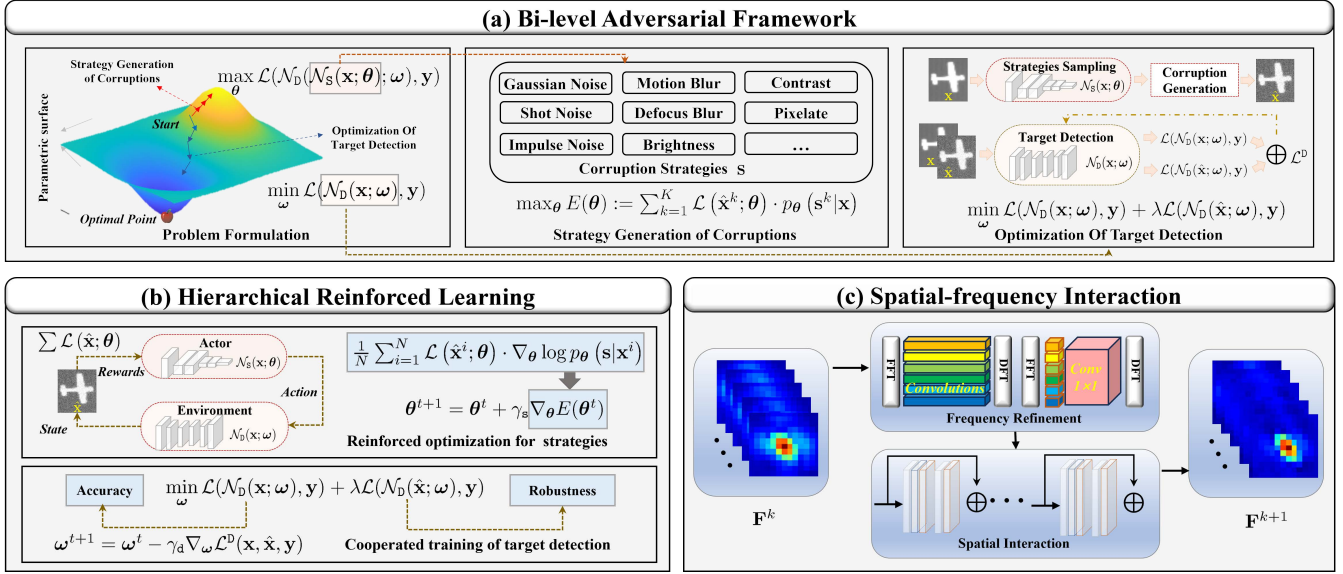 (a) Bi-level Adversarial Framework
Strategy Generation
of Corruptions
max_θ 𝓛(𝒩_D(𝒩_S(x; θ); ω), y)
Start
Parametric surface
Optimization Of
Target Detection
min_ω 𝓛(𝒩_D(x; ω), y)
Optimal Point
Problem Formulation
Gaussian Noise
Motion Blur
Contrast
Shot Noise
Defocus Blur
Pixelate
Impulse Noise
Brightness
...
Corruption Strategies S
max_θ E(θ) := ∑_{k=1}^{K} 𝓛(x̂^k; θ) · p_θ(s^k|x)
Strategy Generation of Corruptions
Strategies Sampling
𝒩_S(x; θ)
Corruption
Generation
x
x̂
Target Detection
𝒩_D(x; ω)
x
x̂
𝓛(𝒩_D(x; ω), y)
𝓛(𝒩_D(x̂; ω), y)
⊕ 𝓛^D
min_ω 𝓛(𝒩_D(x; ω), y) + λ𝓛(𝒩_D(x̂; ω), y)
Optimization Of Target Detection
(b) Hierarchical Reinforced Learning
∑ 𝓛(x̂; θ)
Actor
𝒩_S(x; θ)
Rewards
Action
x̂
Environment
State
𝒩_D(x; ω)
1/N ∑_{i=1}^{N} 𝓛(x̂^i; θ) · ∇_θ log p_θ(s|x^i)
θ^{t+1} = θ^t + γ_s ∇_θ E(θ^t)
Reinforced optimization for strategies
Accuracy
min_ω 𝓛(𝒩_D(x; ω), y) + λ𝓛(𝒩_D(x̂; ω), y)
Robustness
ω^{t+1} = ω^t − γ_d ∇_ω 𝓛^D(x, x̂, y)
Cooperated training of target detection
(c) Spatial-frequency Interaction
FFT
Convolutions
DFT
FFT
Conv
1×1
DFT
Frequency Refinement
Spatial Interaction
F^k
F^{k+1}